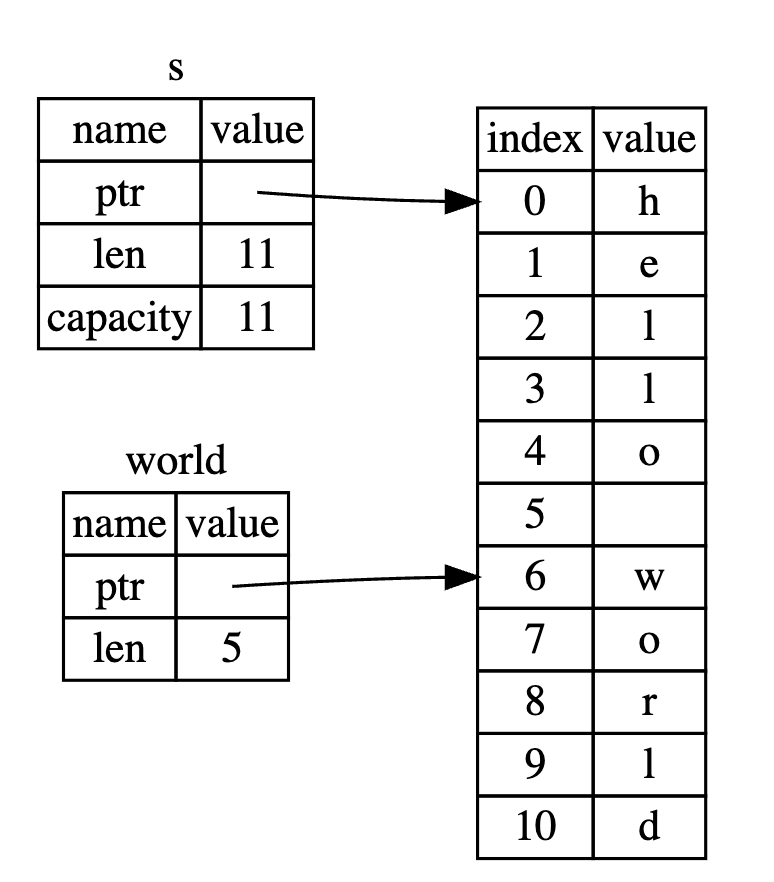 s
name value
ptr
len 11
capacity 11
world
name value
ptr
len 5
index value
0 h
1 e
2 l
3 l
4 o
5
6 w
7 o
8 r
9 l
10 d